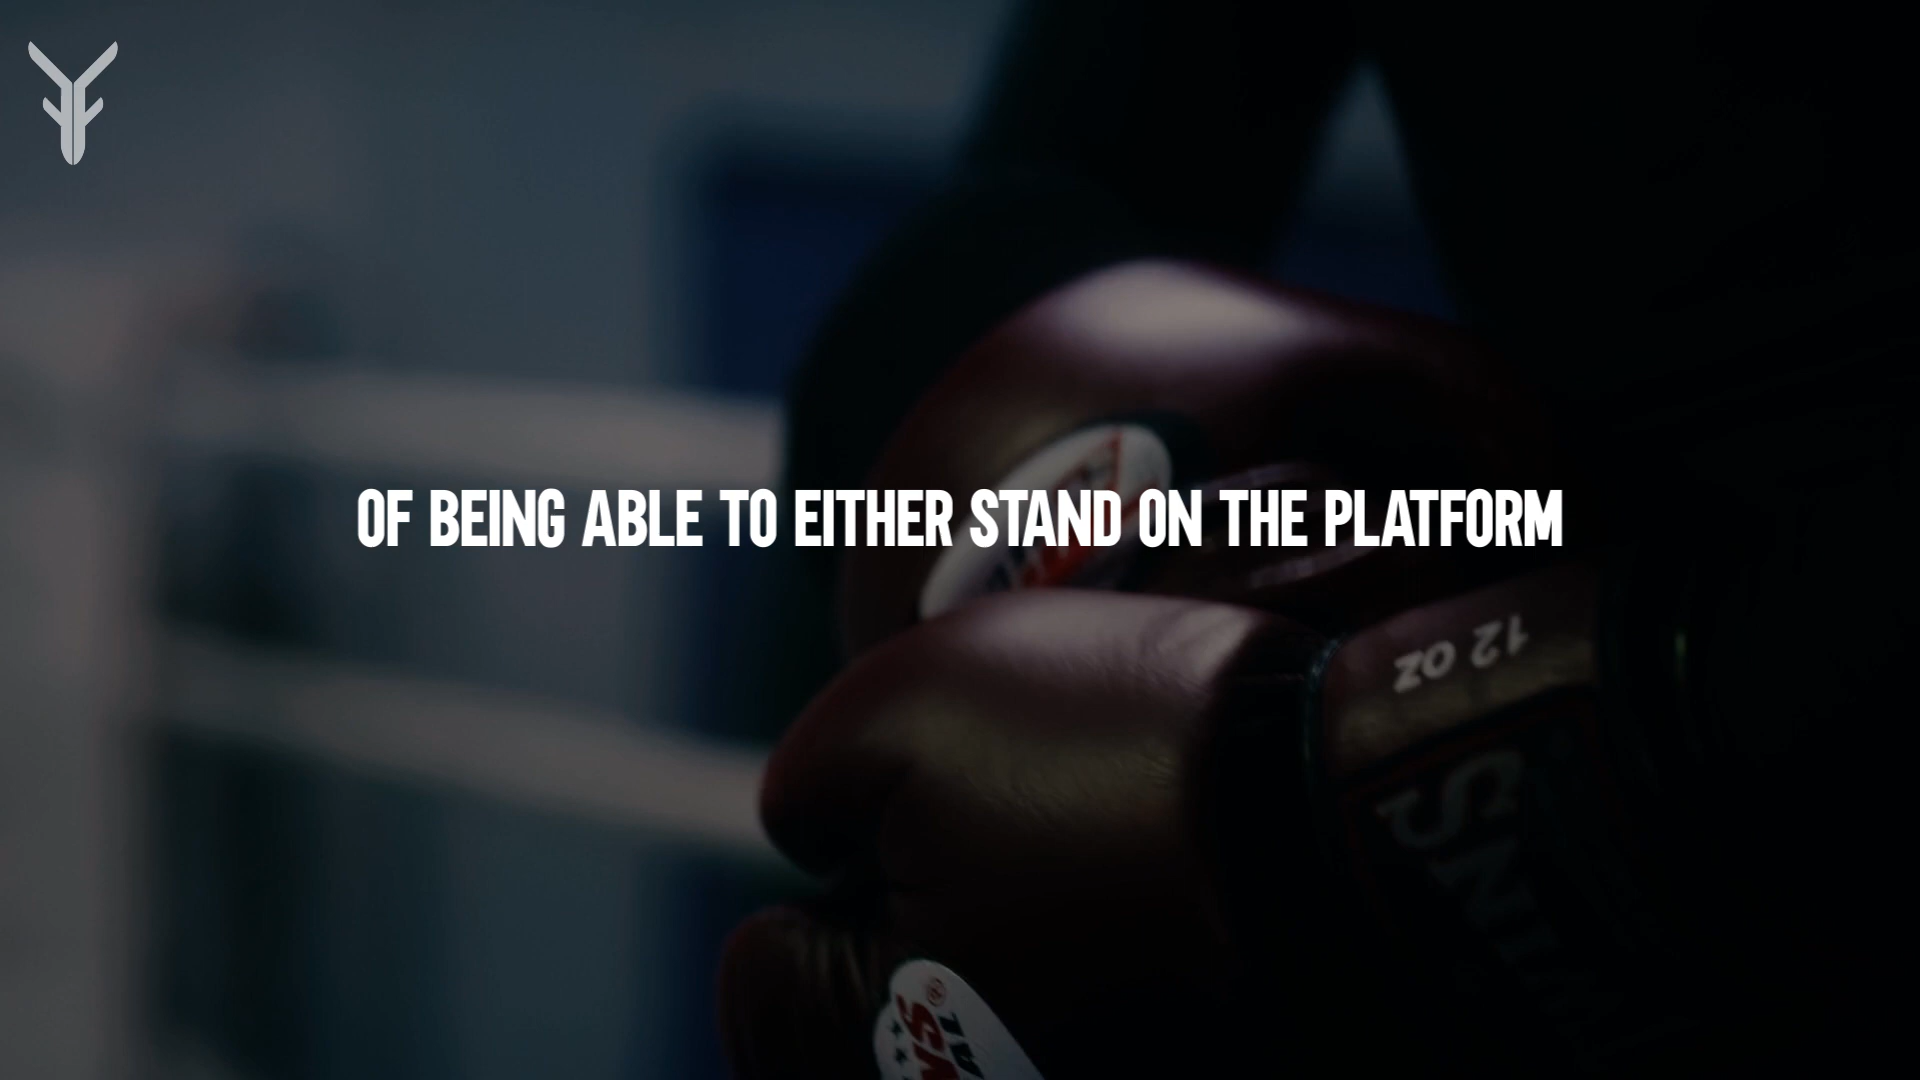 OF BEING ABLE TO EITHER STAND ON THE PLATFORM
12 OZ